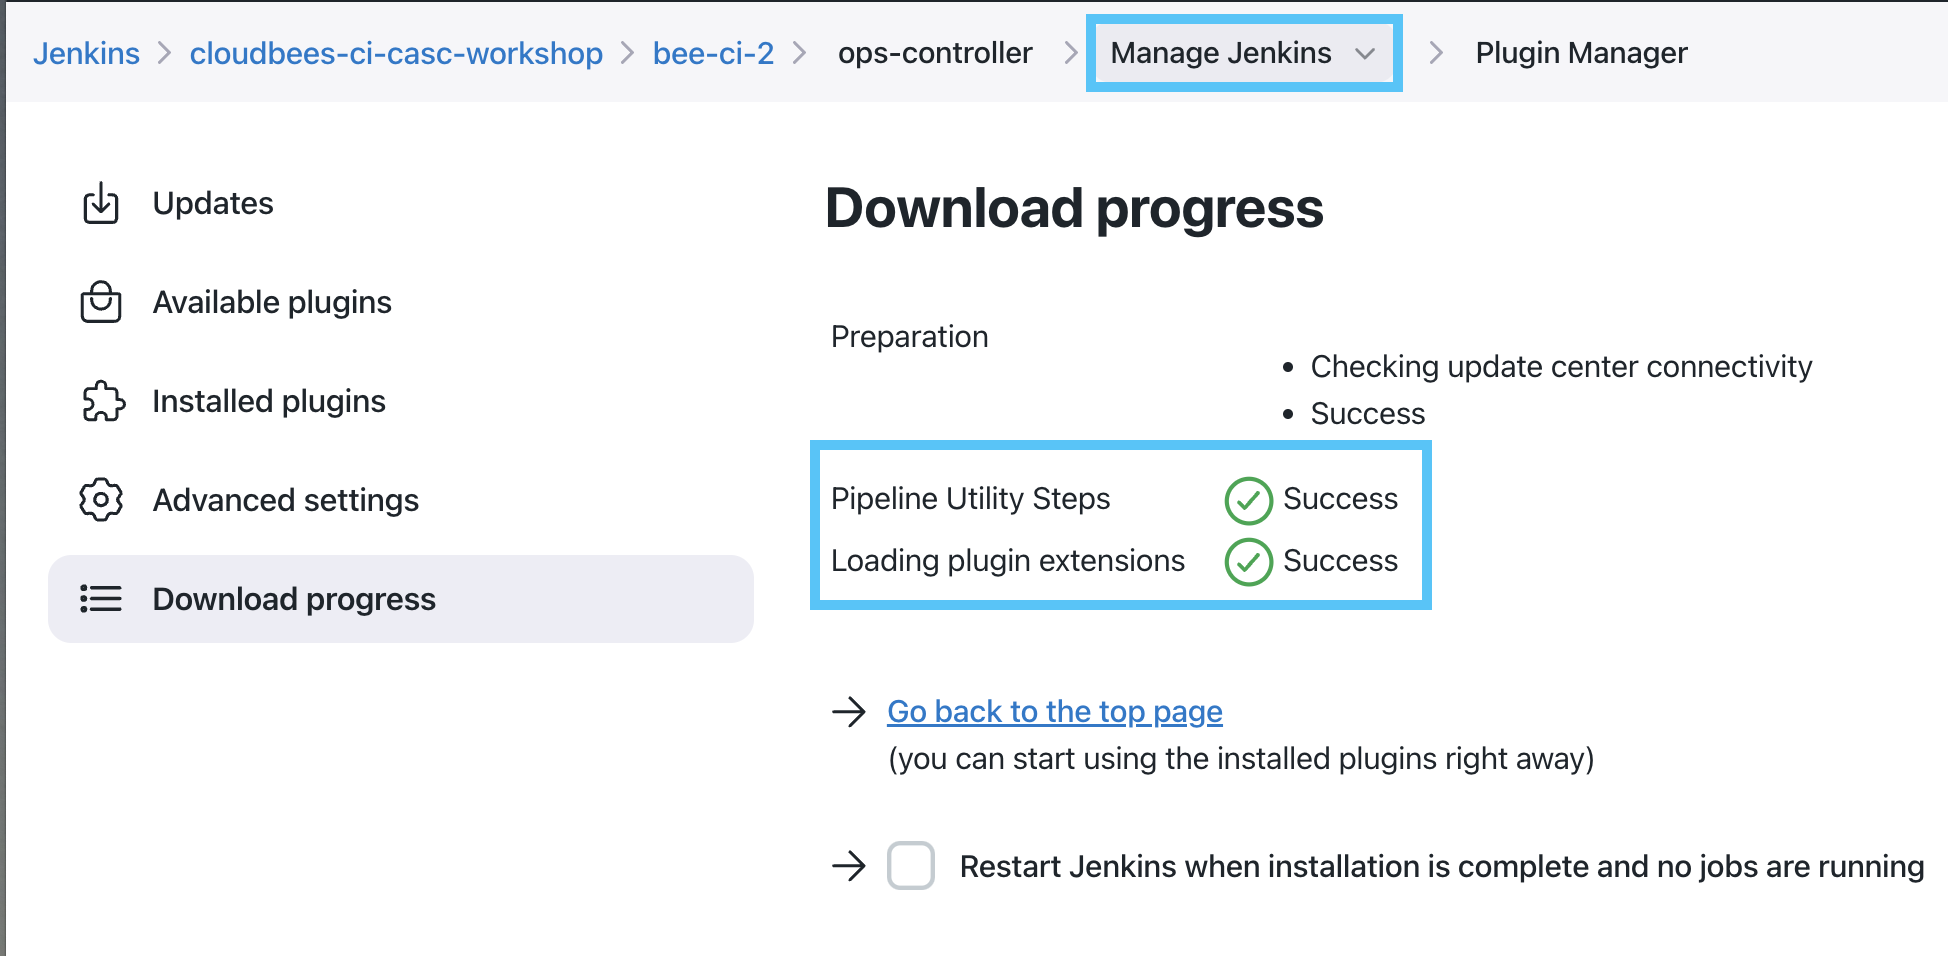 Jenkins > cloudbees-ci-casc-workshop > bee-ci-2 > ops-controller > Manage Jenkins > Plugin Manager
Updates
Available plugins
Installed plugins
Advanced settings
Download progress
Download progress
Preparation
• Checking update center connectivity
• Success
Pipeline Utility Steps Success
Loading plugin extensions Success
→ Go back to the top page
(you can start using the installed plugins right away)
→ Restart Jenkins when installation is complete and no jobs are running